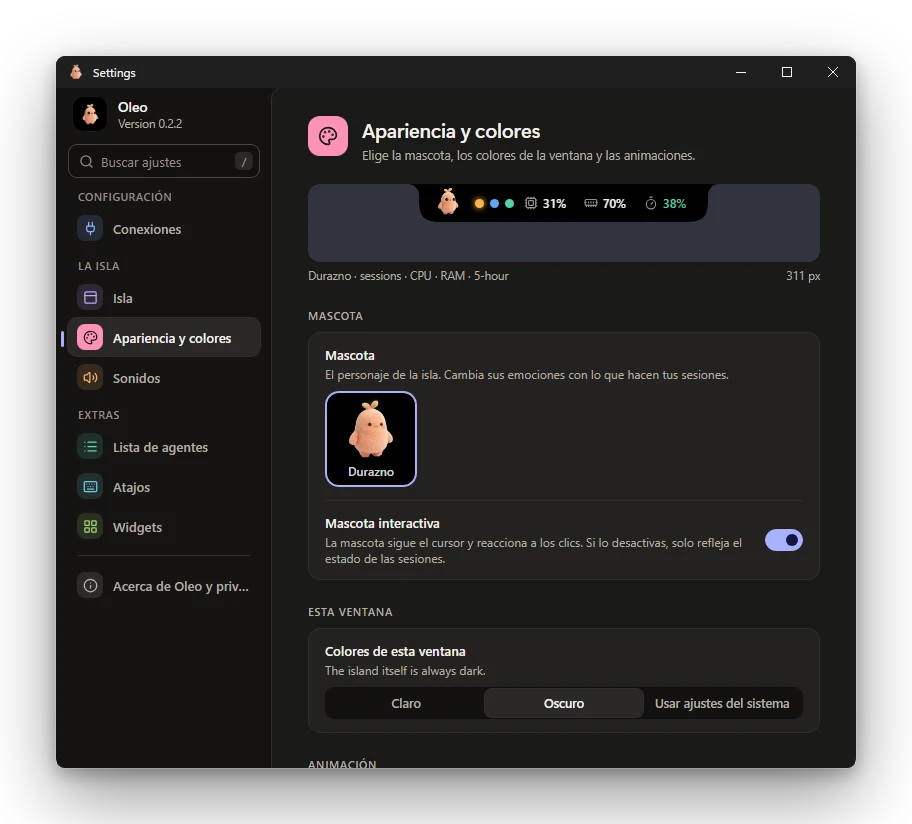 Settings
Oleo
Version 0.2.2
Buscar ajustes /
CONFIGURACIÓN
Conexiones
LA ISLA
Isla
Apariencia y colores
Sonidos
EXTRAS
Lista de agentes
Atajos
Widgets
Acerca de Oleo y priv...
Apariencia y colores
Elige la mascota, los colores de la ventana y las animaciones.
31% 70% 38%
Durazno · sessions · CPU · RAM · 5-hour 311 px
MASCOTA
Mascota
El personaje de la isla. Cambia sus emociones con lo que hacen tus sesiones.
Durazno
Mascota interactiva
La mascota sigue el cursor y reacciona a los clics. Si lo desactivas, solo refleja el
estado de las sesiones.
ESTA VENTANA
Colores de esta ventana
The island itself is always dark.
Claro Oscuro Usar ajustes del sistema
ANIMACIÓN